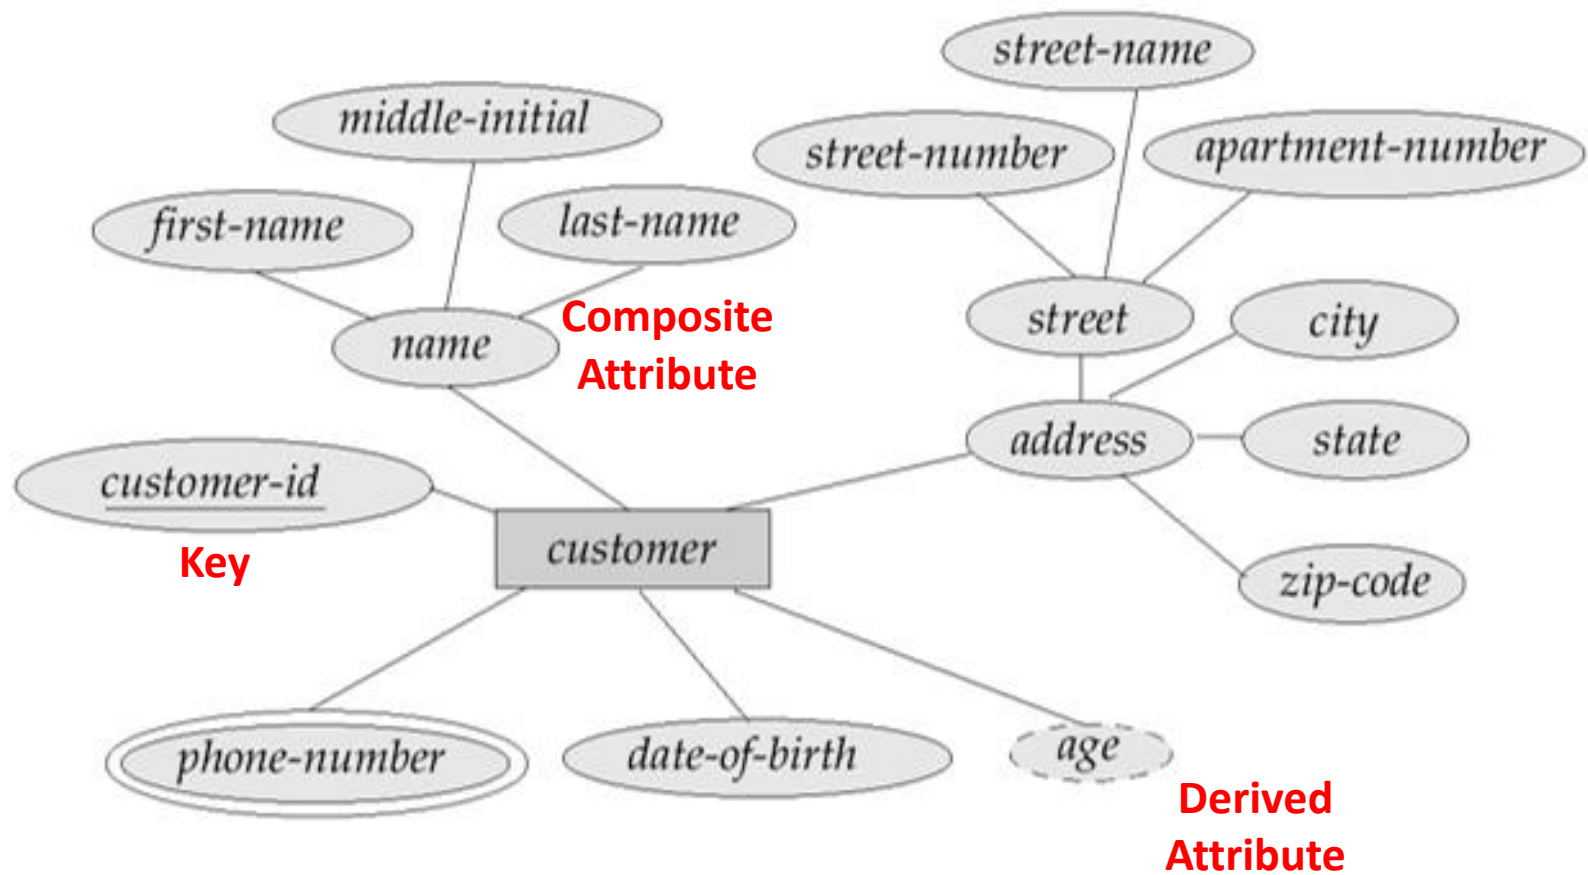 street-name
middle-initial
street-number
apartment-number
first-name
last-name
Composite
Attribute
name
street
city
address
state
customer-id
Key
customer
zip-code
phone-number
date-of-birth
age
Derived
Attribute